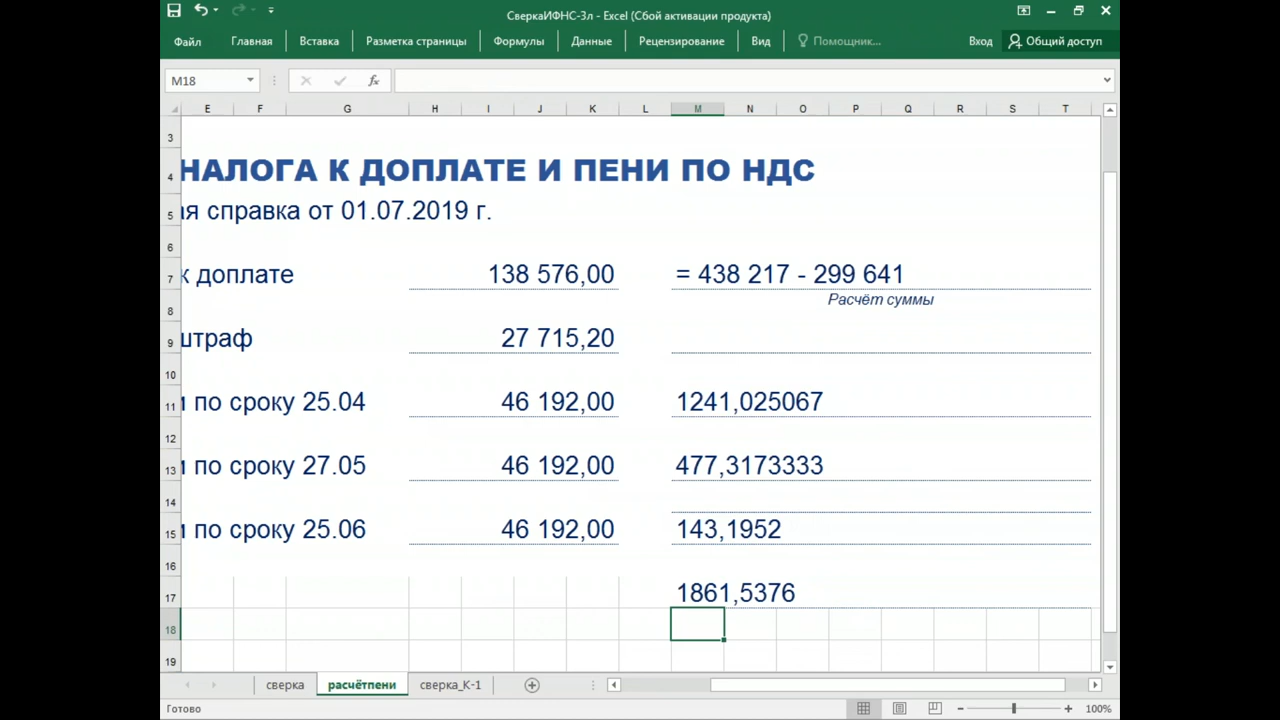 СверкаИФНС-3л - Excel (Сбой активации продукта)
Файл Главная Вставка Разметка страницы Формулы Данные Рецензирование Вид Помощник... Вход Общий доступ
M18 fx
E F G H I J K L M N O P Q R S T
3
4 НАЛОГА К ДОПЛАТЕ И ПЕНИ ПО НДС
5 ая справка от 01.07.2019 г.
6
7 к доплате 138 576,00 = 438 217 - 299 641
8 Расчёт суммы
9 штраф 27 715,20
10
11 по сроку 25.04 46 192,00 1241,025067
12
13 по сроку 27.05 46 192,00 477,3173333
14
15 по сроку 25.06 46 192,00 143,1952
16
17 1861,5376
18
19
сверка расчётпени сверка_К-1
Готово 100%